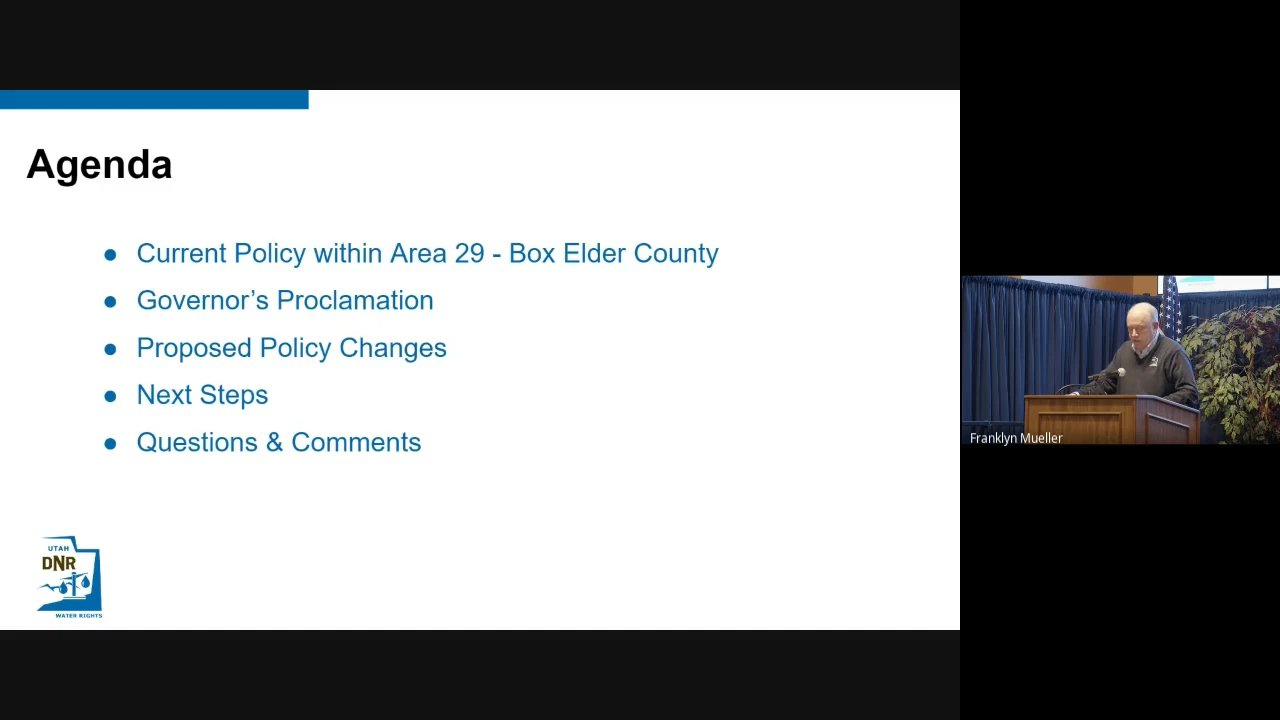 Agenda
● Current Policy within Area 29 - Box Elder County
● Governor’s Proclamation
● Proposed Policy Changes
● Next Steps
● Questions & Comments
UTAH
DNR
WATER RIGHTS
Franklyn Mueller